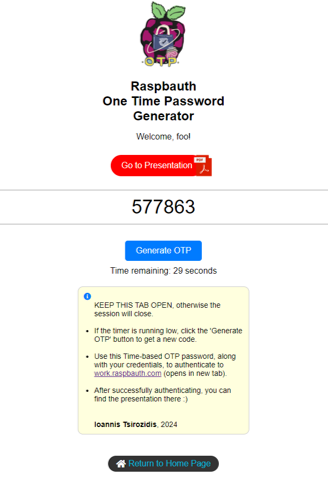 OTP
Raspbauth
One Time Password
Generator
Welcome, foo!
Go to Presentation
PDF
577863
Generate OTP
Time remaining: 29 seconds
KEEP THIS TAB OPEN, otherwise the
session will close.
If the timer is running low, click the 'Generate
OTP' button to get a new code.
Use this Time-based OTP password, along
with your credentials, to authenticate to
work.raspbauth.com (opens in new tab).
After successfully authenticating, you can
find the presentation there :)
Ioannis Tsirozidis, 2024
Return to Home Page